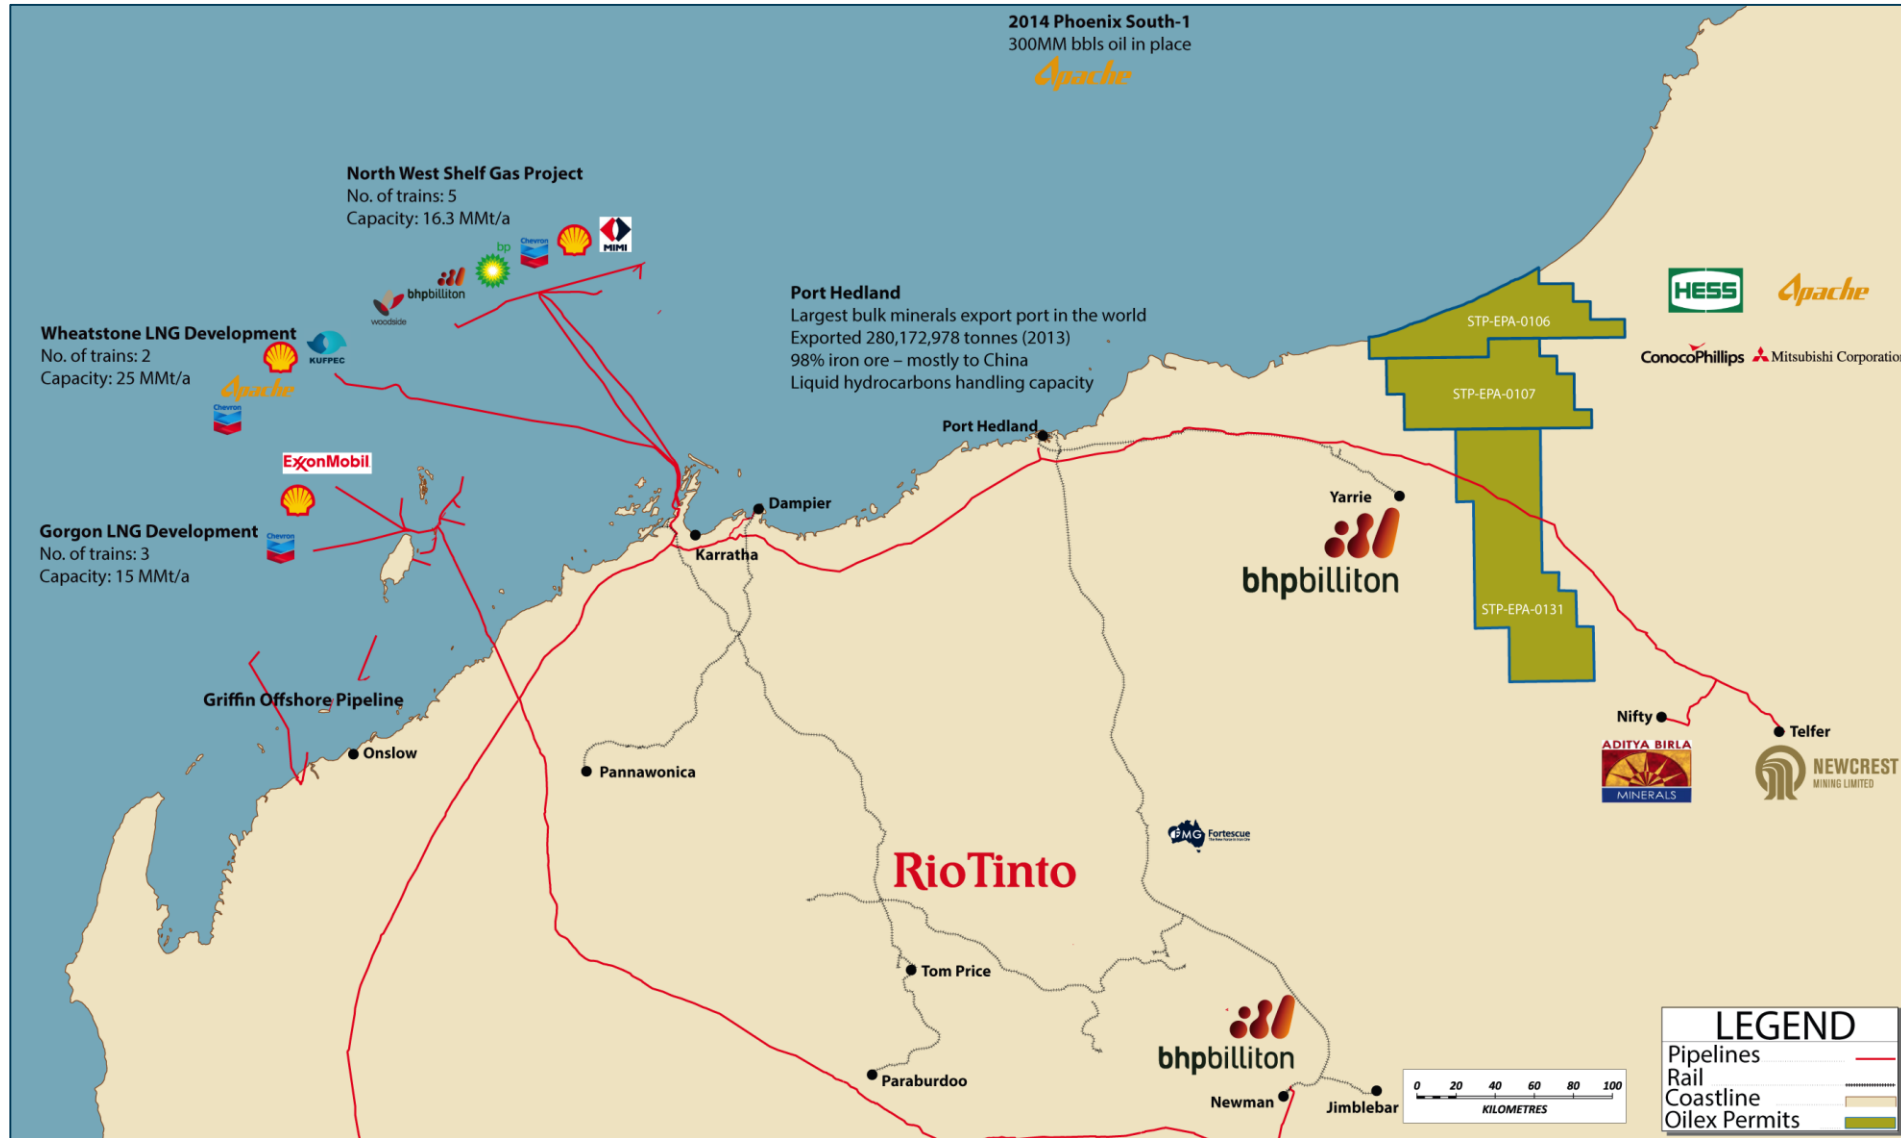 2014 Phoenix South-1
300MM bbls oil in place
Apache
North West Shelf Gas Project
No. of trains: 5
Capacity: 16.3 MMt/a
MIMI
Chevron
bp
bhpbilliton
woodside
Wheatstone LNG Development
No. of trains: 2
Capacity: 25 MMt/a
KUFPEC
Apache
Chevron
Port Hedland
Largest bulk minerals export port in the world
Exported 280,172,978 tonnes (2013)
98% iron ore – mostly to China
Liquid hydrocarbons handling capacity
HESS
Apache
ConocoPhillips
Mitsubishi Corporation
STP-EPA-0106
STP-EPA-0107
STP-EPA-0131
Port Hedland
ExxonMobil
Gorgon LNG Development
No. of trains: 3
Capacity: 15 MMt/a
Chevron
Dampier
Karratha
Yarrie
bhpbilliton
Griffin Offshore Pipeline
Onslow
Pannawonica
Nifty
ADITYA BIRLA
MINERALS
Telfer
NEWCREST
MINING LIMITED
FMG
Fortescue
RioTinto
Tom Price
Paraburdoo
bhpbilliton
Newman
Jimblebar
0 20 40 60 80 100
KILOMETRES
LEGEND
Pipelines
Rail
Coastline
Oilex Permits